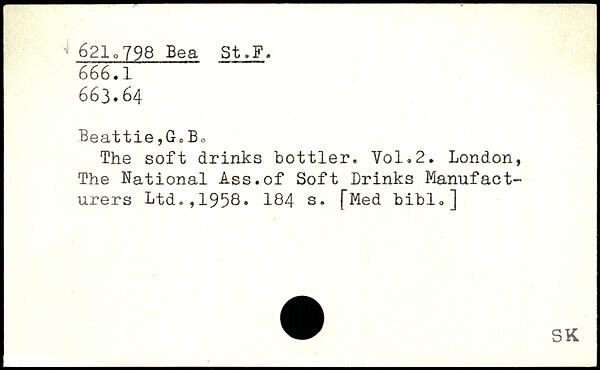 621.798 Bea St.F.
666.1
663.64
Beattie,G.B.
The soft drinks bottler. Vol.2. London,
The National Ass.of Soft Drinks Manufact-
urers Ltd.,1958. 184 s. [Med bibl.]
SK